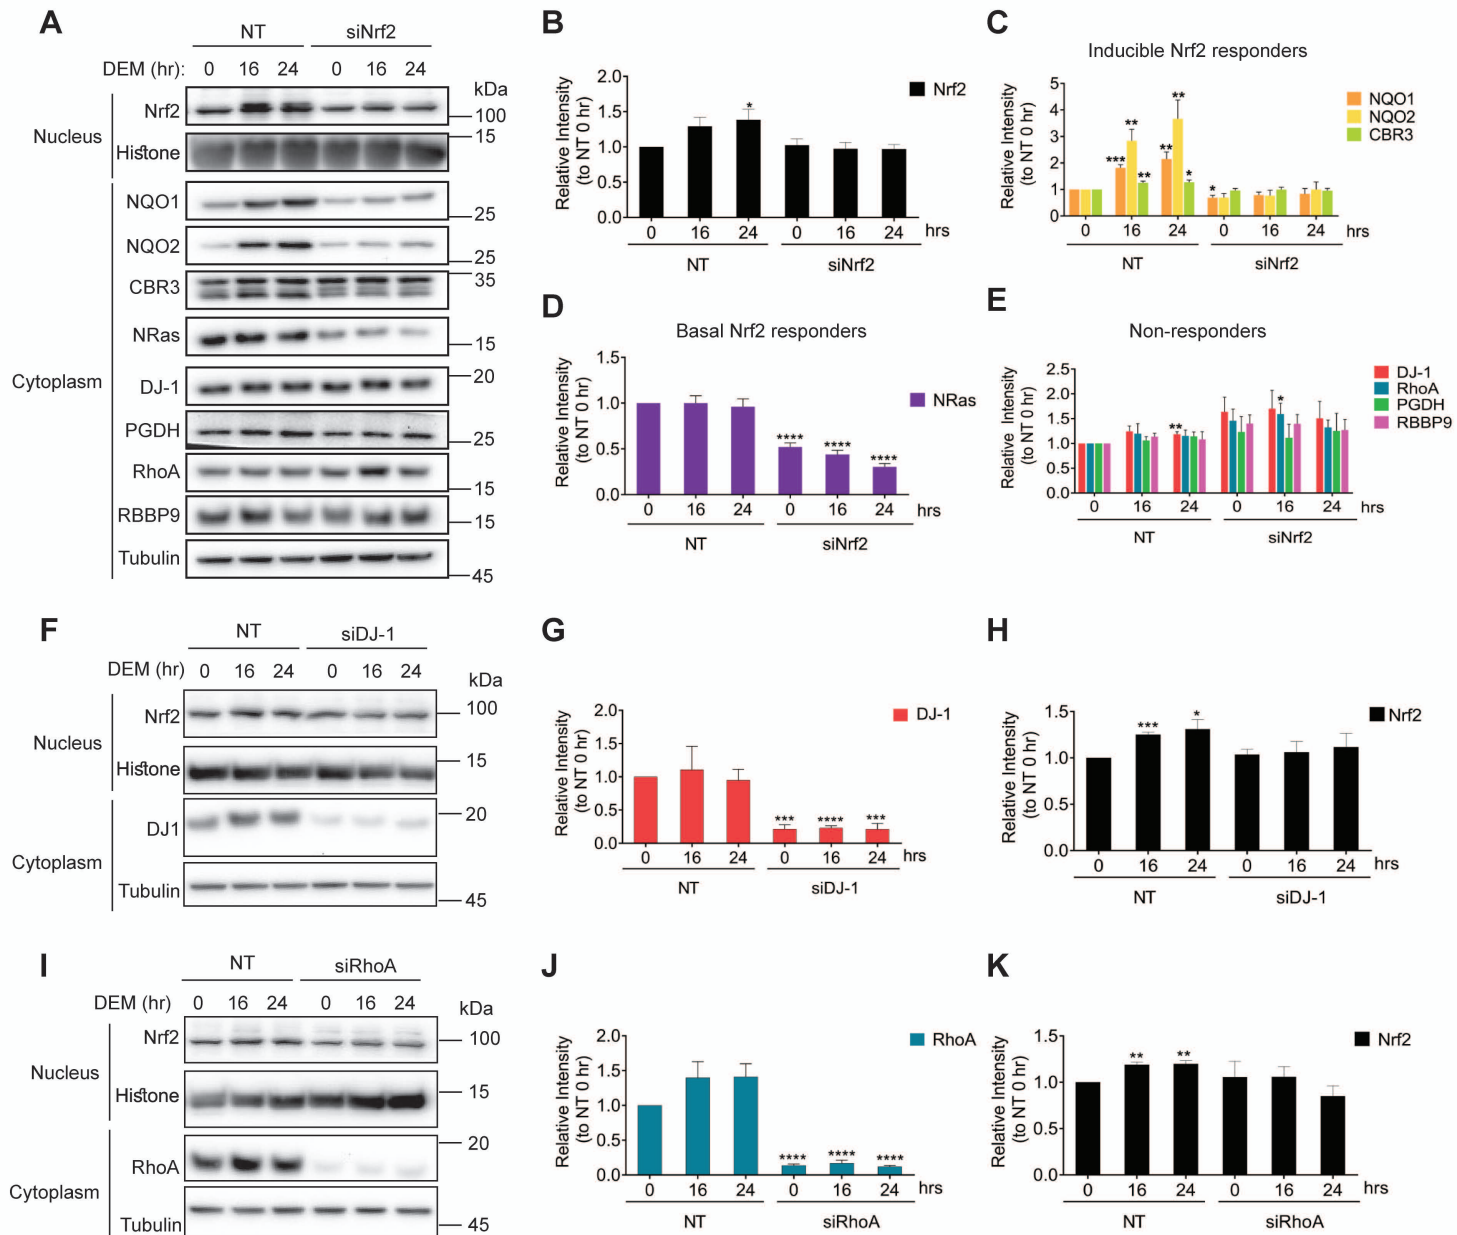 A
NT siNrf2
DEM (hr): 0 16 24 0 16 24
kDa
Nucleus
Nrf2
100
Histone
15
Cytoplasm
NQO1
25
NQO2
25
CBR3
35
NRas
15
DJ-1
20
PGDH
25
RhoA
15
RBBP9
15
Tubulin
45
B
Relative Intensity
(to NT 0 hr)
2.0
1.5
1.0
0.5
0.0
*
Nrf2
0 16 24 0 16 24 hrs
NT siNrf2
C
Inducible Nrf2 responders
Relative Intensity
(to NT 0 hr)
5
4
3
2
1
0
*** ** ** ** ** * *
NQO1
NQO2
CBR3
0 16 24 0 16 24 hrs
NT siNrf2
D
Basal Nrf2 responders
Relative Intensity
(to NT 0 hr)
1.5
1.0
0.5
0.0
**** **** ****
NRas
0 16 24 0 16 24 hrs
NT siNrf2
E
Non-responders
Relative Intensity
(to NT 0 hr)
2.5
2.0
1.5
1.0
0.5
0.0
** *
DJ-1
RhoA
PGDH
RBBP9
0 16 24 0 16 24 hrs
NT siNrf2
F
NT siDJ-1
DEM (hr) 0 16 24 0 16 24
kDa
Nucleus
Nrf2
100
Histone
15
Cytoplasm
DJ1
20
Tubulin
45
G
Relative Intensity
(to NT 0 hr)
2.0
1.5
1.0
0.5
0.0
*** **** ***
DJ-1
0 16 24 0 16 24 hrs
NT siDJ-1
H
Relative Intensity
(to NT 0 hr)
1.5
1.0
0.5
0.0
*** *
Nrf2
0 16 24 0 16 24 hrs
NT siDJ-1
I
NT siRhoA
DEM (hr) 0 16 24 0 16 24
kDa
Nucleus
Nrf2
100
Histone
15
Cytoplasm
RhoA
20
Tubulin
45
J
Relative Intensity
(to NT 0 hr)
2.0
1.5
1.0
0.5
0.0
**** **** ****
RhoA
0 16 24 0 16 24 hrs
NT siRhoA
K
Relative Intensity
(to NT 0 hr)
1.5
1.0
0.5
0.0
** **
Nrf2
0 16 24 0 16 24 hrs
NT siRhoA